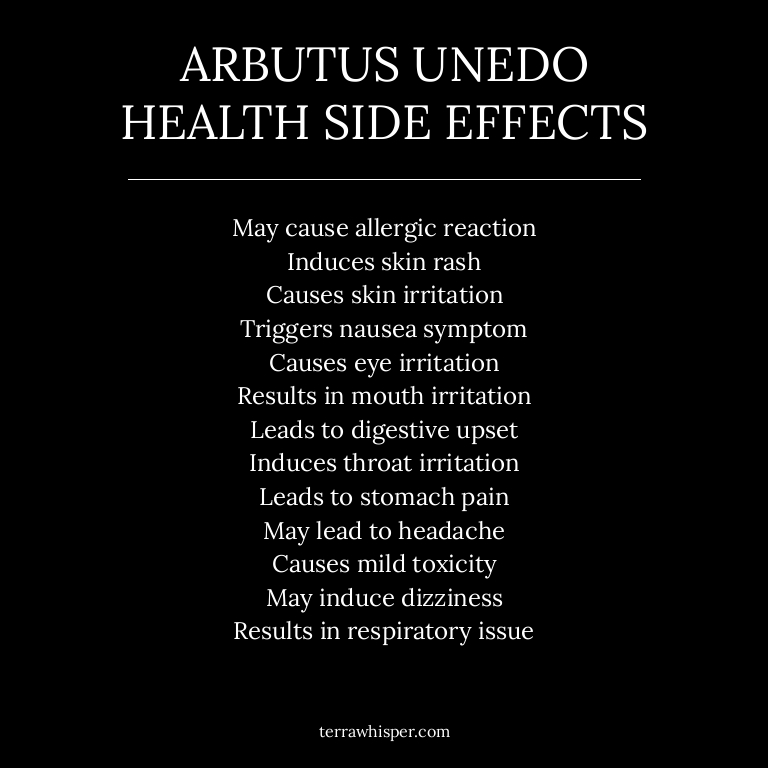 ARBUTUS UNEDO
HEALTH SIDE EFFECTS
May cause allergic reaction
Induces skin rash
Causes skin irritation
Triggers nausea symptom
Causes eye irritation
Results in mouth irritation
Leads to digestive upset
Induces throat irritation
Leads to stomach pain
May lead to headache
Causes mild toxicity
May induce dizziness
Results in respiratory issue
terrawhisper.com